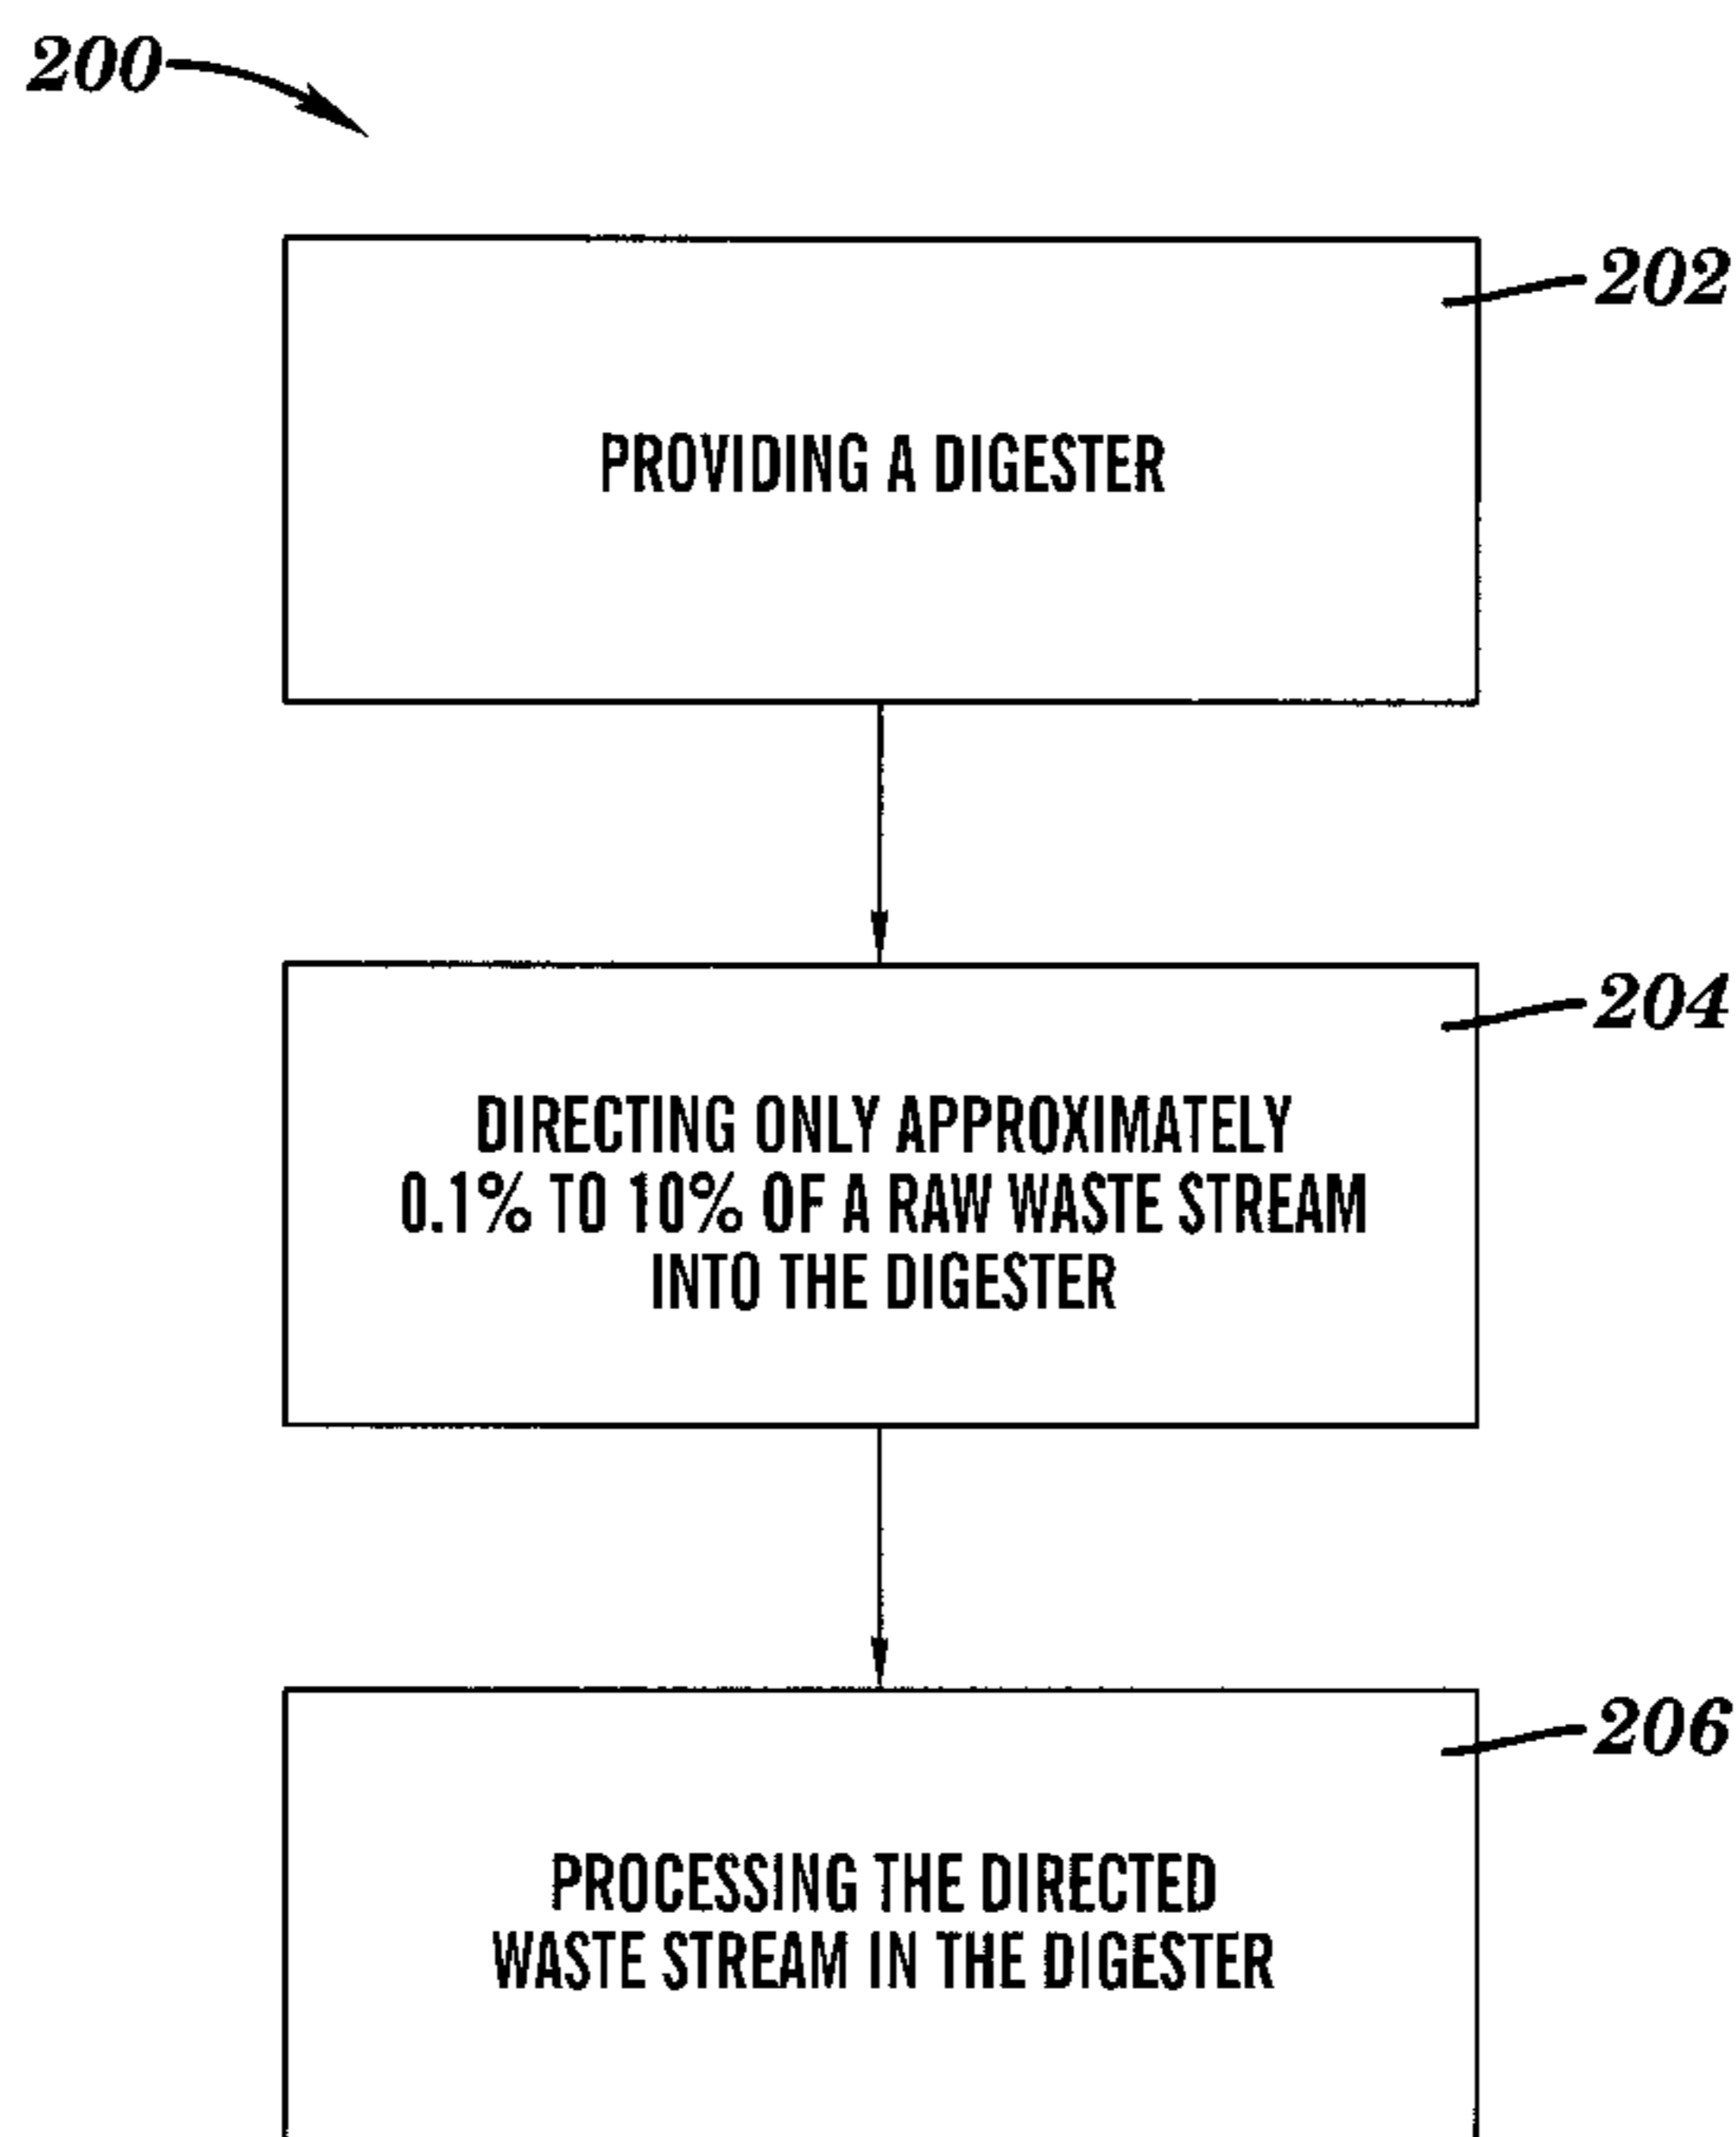 200
202
PROVIDING A DIGESTER
204
DIRECTING ONLY APPROXIMATELY
0.1% TO 10% OF A RAW WASTE STREAM
INTO THE DIGESTER
206
PROCESSING THE DIRECTED
WASTE STREAM IN THE DIGESTER